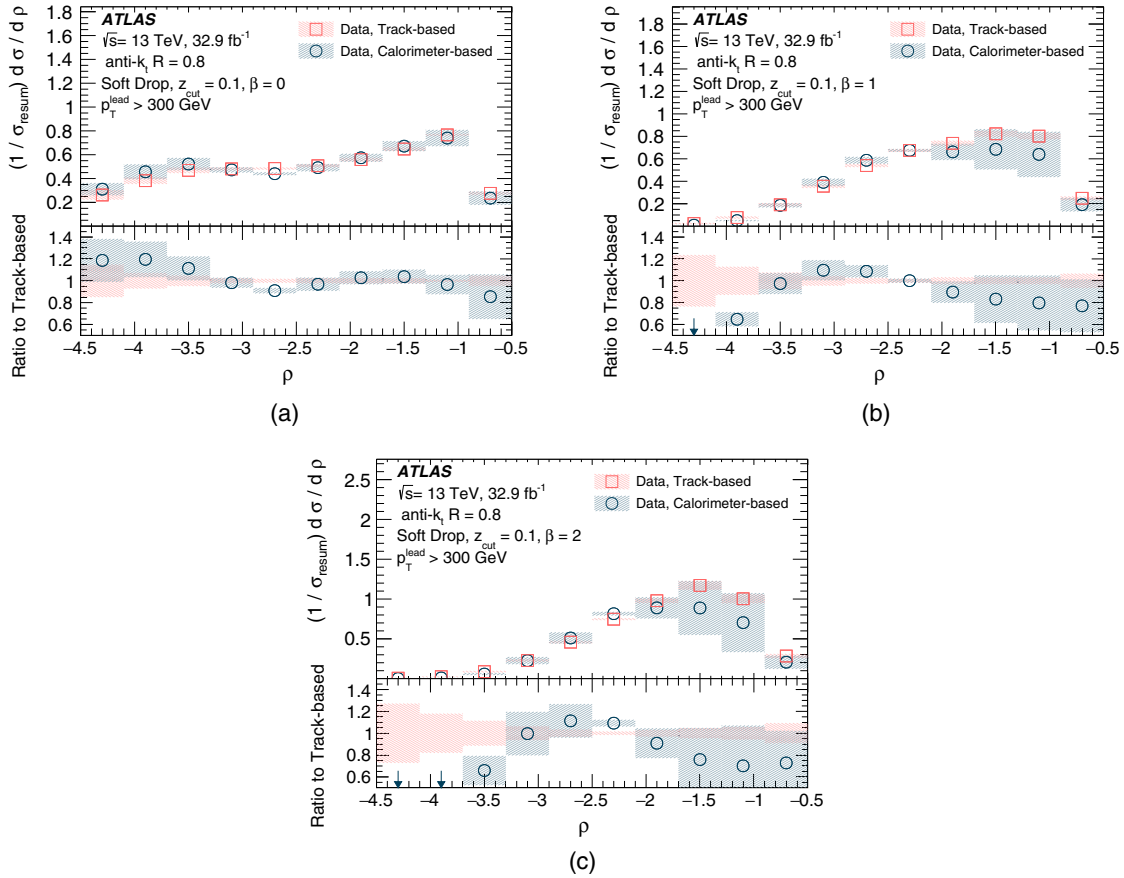 ATLAS
√s= 13 TeV, 32.9 fb⁻¹
anti-kₜ R = 0.8
Soft Drop, z_cut = 0.1, β = 0
p_T^lead > 300 GeV
Data, Track-based
Data, Calorimeter-based
(1 / σ_resum) d σ / d ρ
1.8
1.6
1.4
1.2
1
0.8
0.6
0.4
0.2
Ratio to Track-based
1.4
1.2
1
0.8
0.6
−4.5 −4 −3.5 −3 −2.5 −2 −1.5 −1 −0.5
ρ
(a)
ATLAS
√s= 13 TeV, 32.9 fb⁻¹
anti-kₜ R = 0.8
Soft Drop, z_cut = 0.1, β = 1
p_T^lead > 300 GeV
Data, Track-based
Data, Calorimeter-based
(1 / σ_resum) d σ / d ρ
1.8
1.6
1.4
1.2
1
0.8
0.6
0.4
0.2
Ratio to Track-based
1.4
1.2
1
0.8
0.6
−4.5 −4 −3.5 −3 −2.5 −2 −1.5 −1 −0.5
ρ
(b)
ATLAS
√s= 13 TeV, 32.9 fb⁻¹
anti-kₜ R = 0.8
Soft Drop, z_cut = 0.1, β = 2
p_T^lead > 300 GeV
Data, Track-based
Data, Calorimeter-based
(1 / σ_resum) d σ / d ρ
2.5
2
1.5
1
0.5
Ratio to Track-based
1.4
1.2
1
0.8
0.6
−4.5 −4 −3.5 −3 −2.5 −2 −1.5 −1 −0.5
ρ
(c)